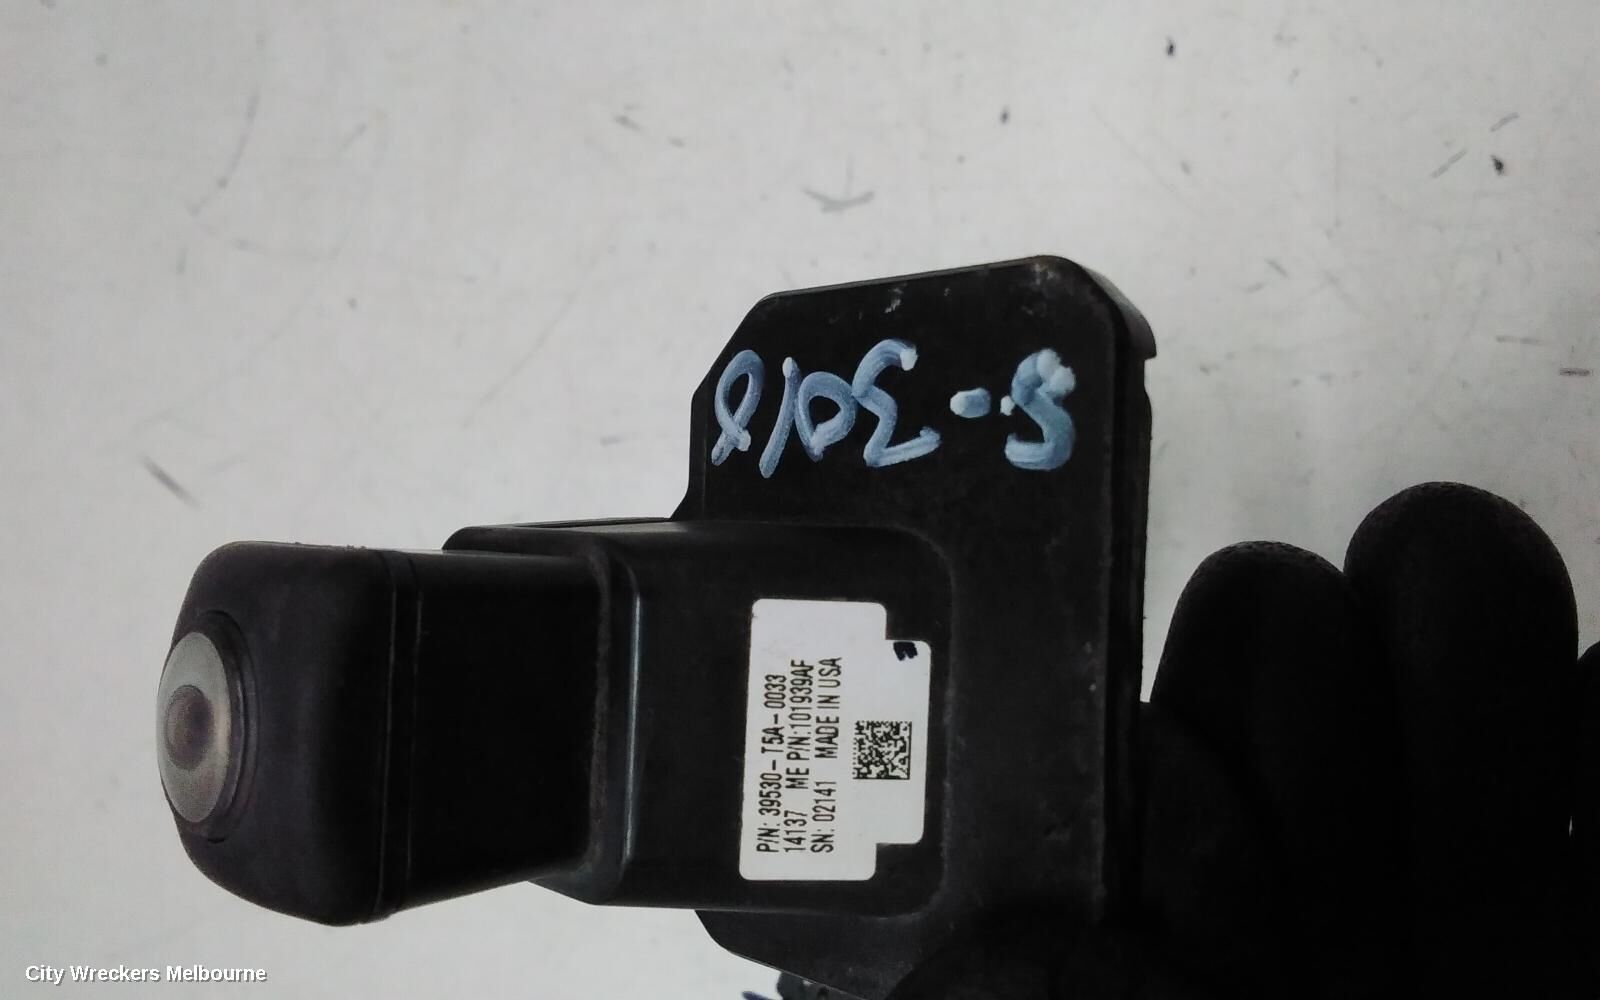 S-3018
P/N: 39530-T5A-0033
14137 ME P/N:101939AF
SN: 02141 MADE IN USA
City Wreckers Melbourne